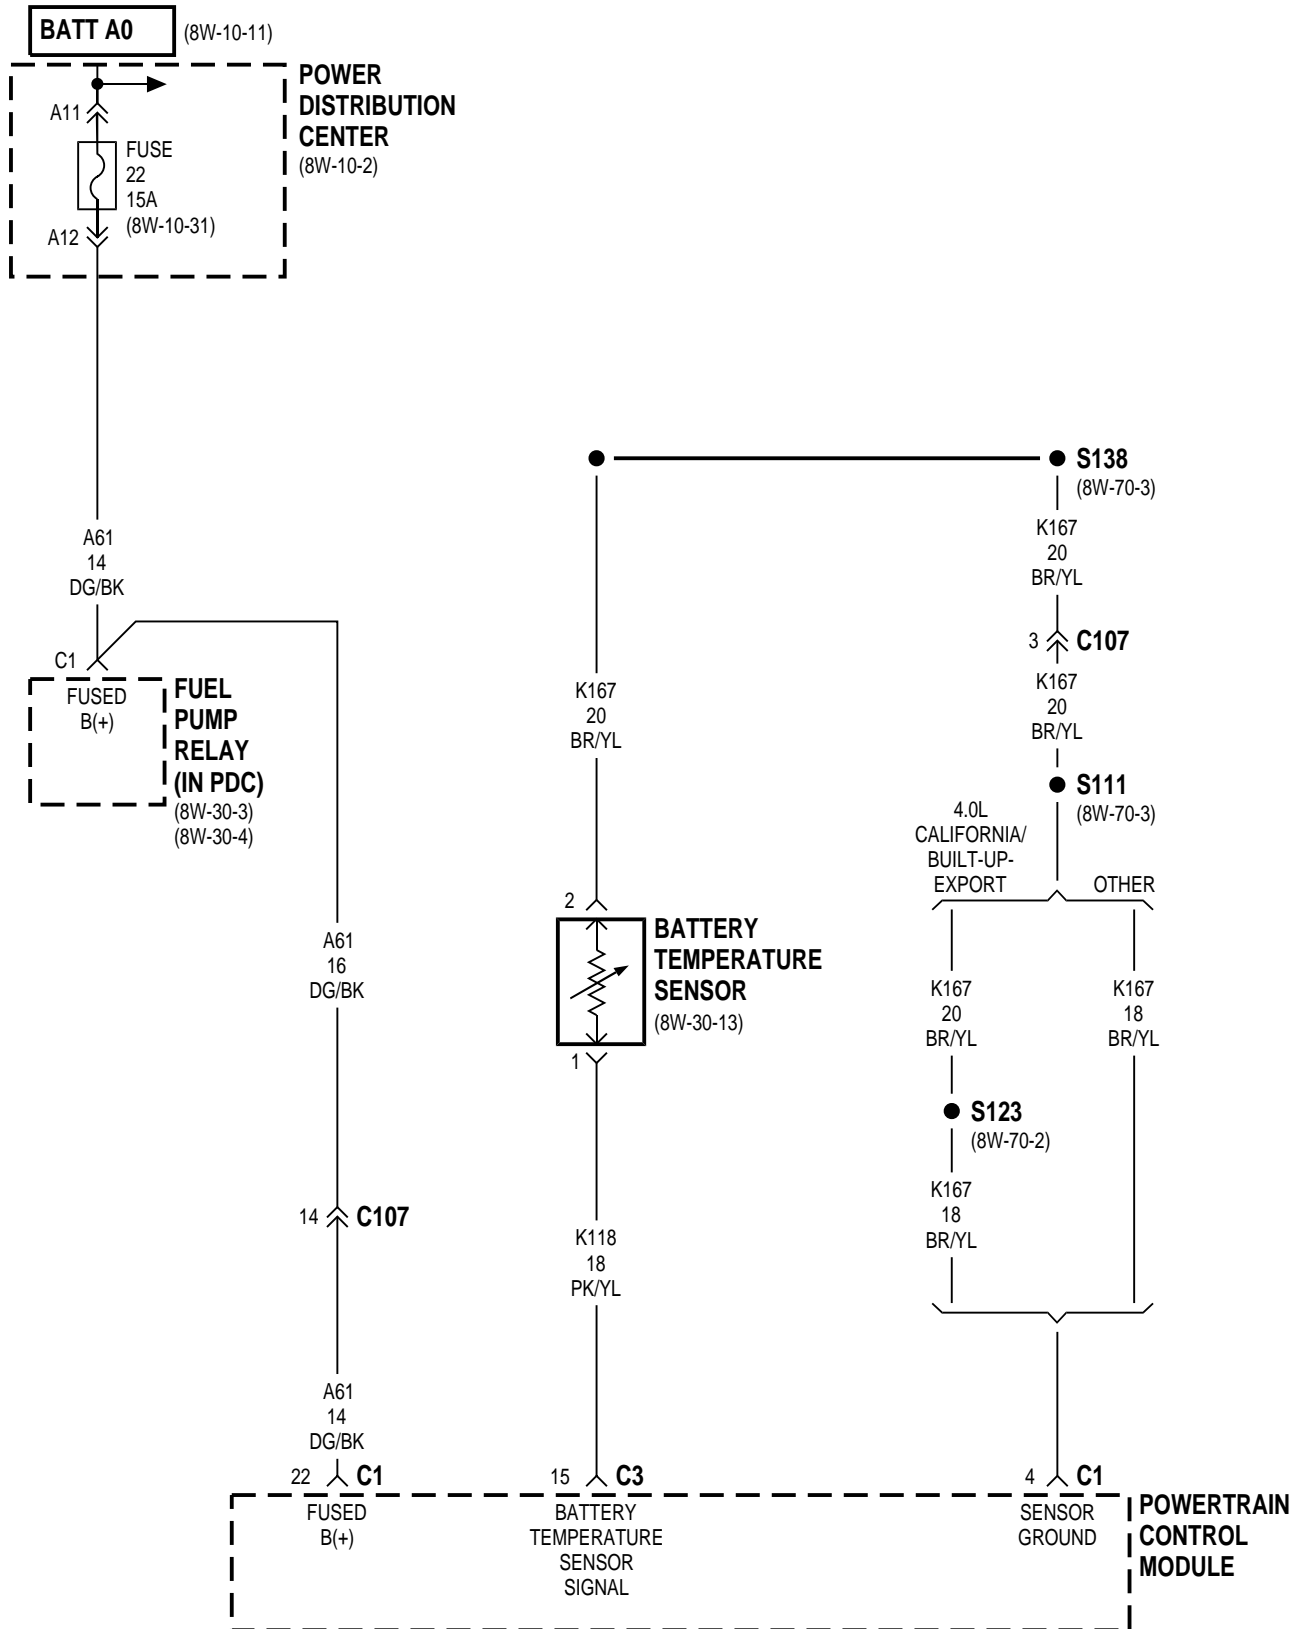 BATT A0
(8W-10-11)
POWER
DISTRIBUTION
CENTER
(8W-10-2)
A11
FUSE
22
15A
(8W-10-31)
A12
A61
14
DG/BK
C1
FUSED
B(+)
FUEL
PUMP
RELAY
(IN PDC)
(8W-30-3)
(8W-30-4)
A61
16
DG/BK
14
C107
A61
14
DG/BK
22
C1
FUSED
B(+)
K167
20
BR/YL
2
BATTERY
TEMPERATURE
SENSOR
(8W-30-13)
1
K118
18
PK/YL
15
C3
BATTERY
TEMPERATURE
SENSOR
SIGNAL
S138
(8W-70-3)
K167
20
BR/YL
3
C107
K167
20
BR/YL
S111
(8W-70-3)
4.0L
CALIFORNIA/
BUILT-UP-
EXPORT
OTHER
K167
20
BR/YL
K167
18
BR/YL
S123
(8W-70-2)
K167
18
BR/YL
4
C1
SENSOR
GROUND
POWERTRAIN
CONTROL
MODULE